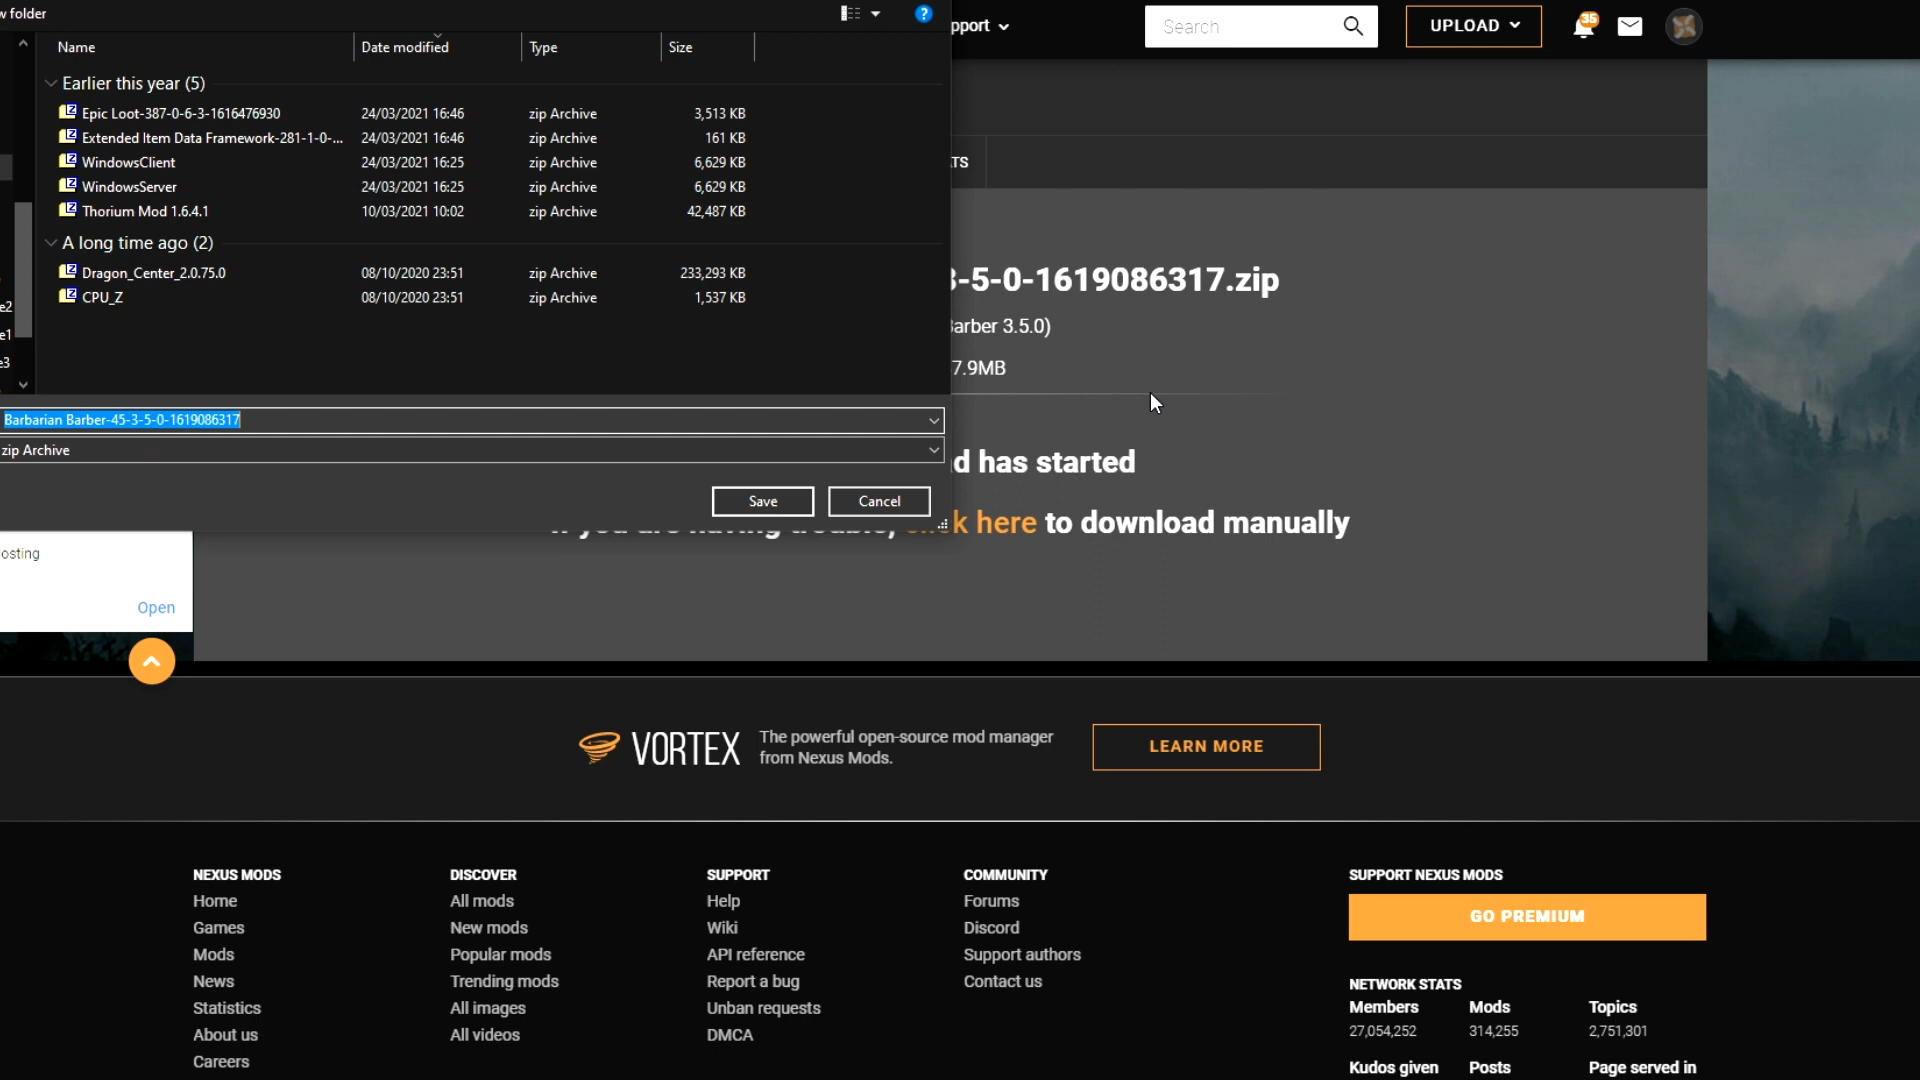 w folder
pport
Search
UPLOAD
35
Name
Date modified
Type
Size
Earlier this year (5)
Epic Loot-387-0-6-3-1616476930 24/03/2021 16:46 zip Archive 3,513 KB
Extended Item Data Framework-281-1-0-... 24/03/2021 16:46 zip Archive 161 KB
WindowsClient 24/03/2021 16:25 zip Archive 6,629 KB
WindowsServer 24/03/2021 16:25 zip Archive 6,629 KB
Thorium Mod 1.6.4.1 10/03/2021 10:02 zip Archive 42,487 KB
A long time ago (2)
Dragon_Center_2.0.75.0 08/10/2020 23:51 zip Archive 233,293 KB
CPU_Z 08/10/2020 23:51 zip Archive 1,537 KB
e2
e1
e3
TS
3-5-0-1619086317.zip
arber 3.5.0)
7.9MB
Barbarian Barber-45-3-5-0-1619086317
zip Archive
Save
Cancel
d has started
If you are having trouble, click here to download manually
osting
Open
VORTEX
The powerful open-source mod manager
from Nexus Mods.
LEARN MORE
NEXUS MODS
Home
Games
Mods
News
Statistics
About us
Careers
DISCOVER
All mods
New mods
Popular mods
Trending mods
All images
All videos
SUPPORT
Help
Wiki
API reference
Report a bug
Unban requests
DMCA
COMMUNITY
Forums
Discord
Support authors
Contact us
SUPPORT NEXUS MODS
GO PREMIUM
NETWORK STATS
Members Mods Topics
27,054,252 314,255 2,751,301
Kudos given Posts Page served in